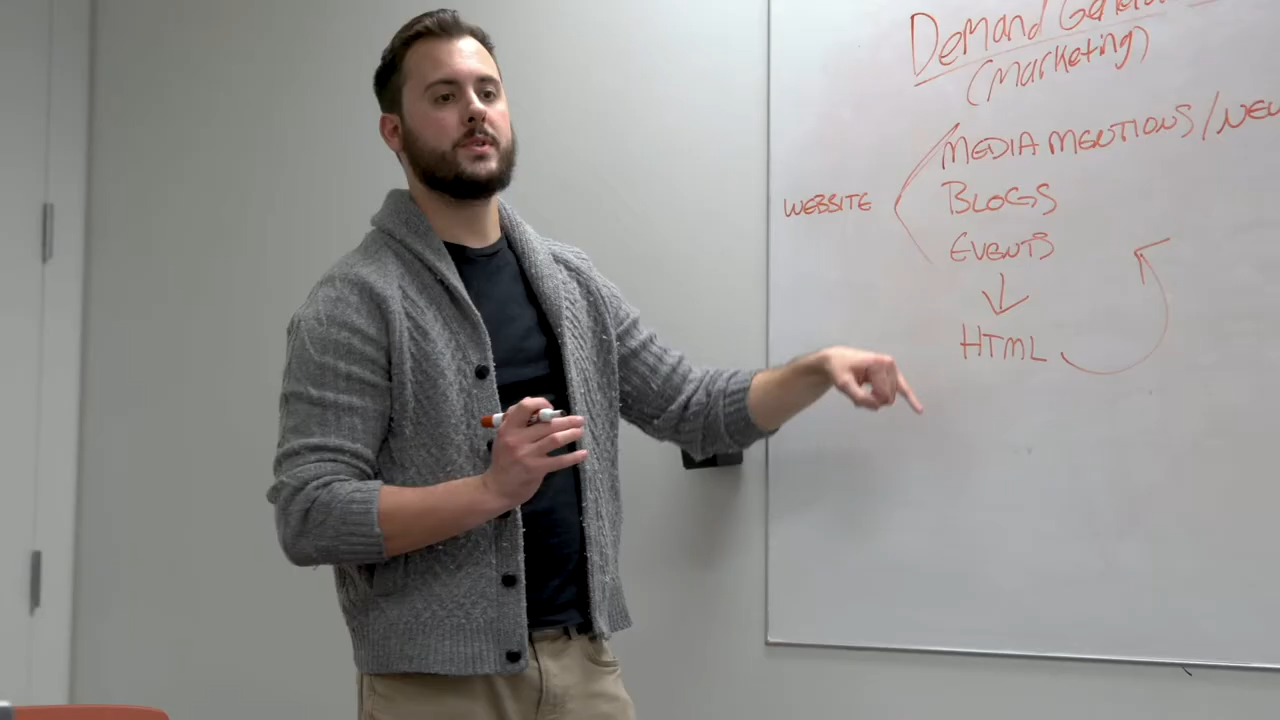 Demand
(Marketing)
MEDIA MENTIONS/
WEBSITE
BLOGS
EVENTS
HTML